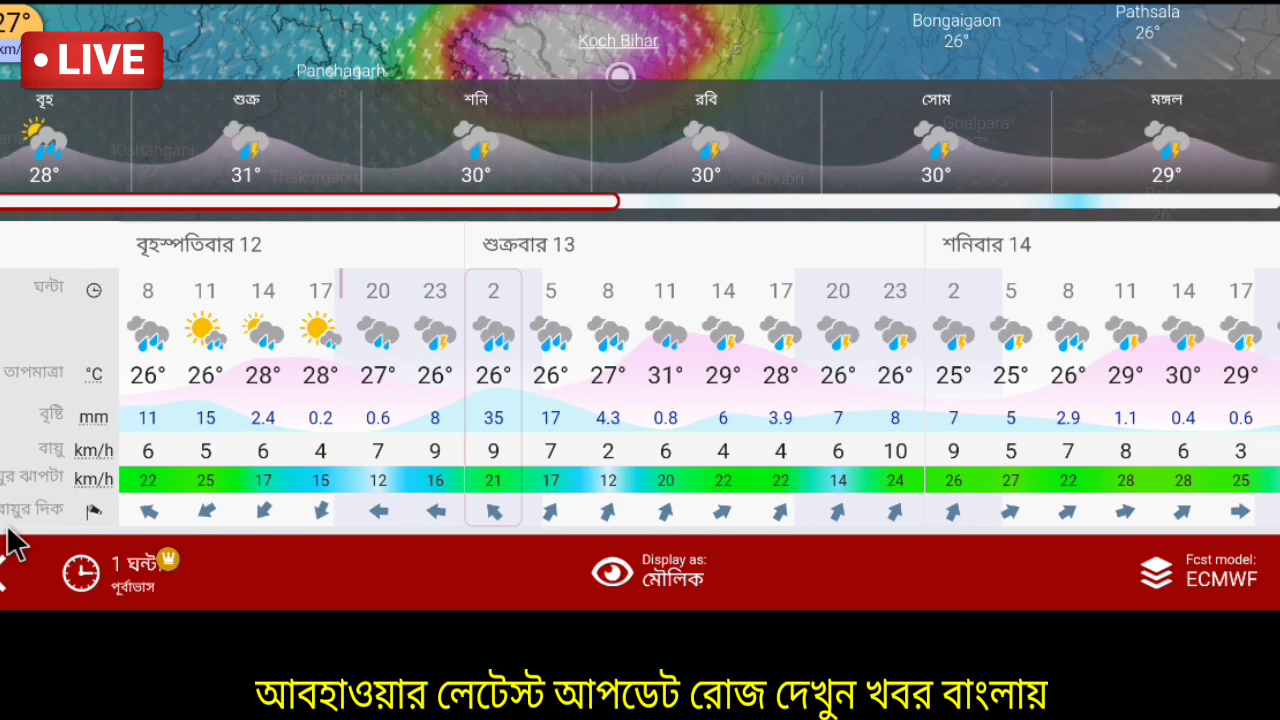 27°
km/
• LIVE
Koch Bihar
Bongaigaon
26°
Pathsala
26°
Panchagarh
26°
বৃহ শুক্র শনি রবি সোম মঙ্গল
Kishanganj
Goalpara
27°
Thakurgaon
Dhubri
28° 31° 30° 30° 30° 29°
26°
বৃহস্পতিবার 12 শুক্রবার 13 শনিবার 14
ঘন্টা 8 11 14 17 20 23 2 5 8 11 14 17 20 23 2 5 8 11 14 17
তাপমাত্রা °C 26° 26° 28° 28° 27° 26° 26° 26° 27° 31° 29° 28° 26° 26° 25° 25° 26° 29° 30° 29°
বৃষ্টি mm 11 15 2.4 0.2 0.6 8 35 17 4.3 0.8 6 3.9 7 8 7 5 2.9 1.1 0.4 0.6
বায়ু km/h 6 5 6 4 7 9 9 7 2 6 4 4 6 10 9 5 7 8 6 3
ঝাপটা km/h 22 25 17 15 12 16 21 17 12 20 22 22 14 24 26 27 22 28 28 25
বায়ুর দিক
1 ঘন্টা
পূর্বাভাস
Display as:
মৌলিক
Fcst model:
ECMWF
আবহাওয়ার লেটেস্ট আপডেট রোজ দেখুন খবর বাংলায়